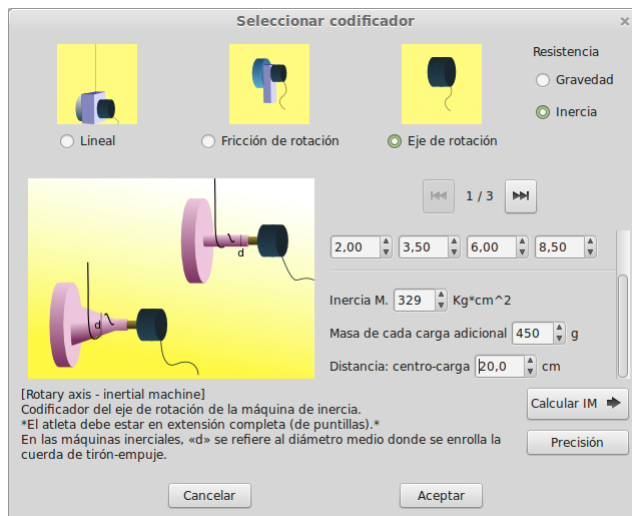 Seleccionar codificador
Resistencia
Gravedad
Inercia
Lineal
Fricción de rotación
Eje de rotación
1 / 3
d
d
2,00 3,50 6,00 8,50
Inercia M. 329 Kg*cm^2
Masa de cada carga adicional 450 g
Distancia: centro-carga 20,0 cm
[Rotary axis - inertial machine]
Codificador del eje de rotación de la máquina de inercia.
*El atleta debe estar en extensión completa (de puntillas).*
En las máquinas inerciales, «d» se refiere al diámetro medio donde se enrolla la
cuerda de tirón-empuje.
Calcular IM
Precisión
Cancelar
Aceptar